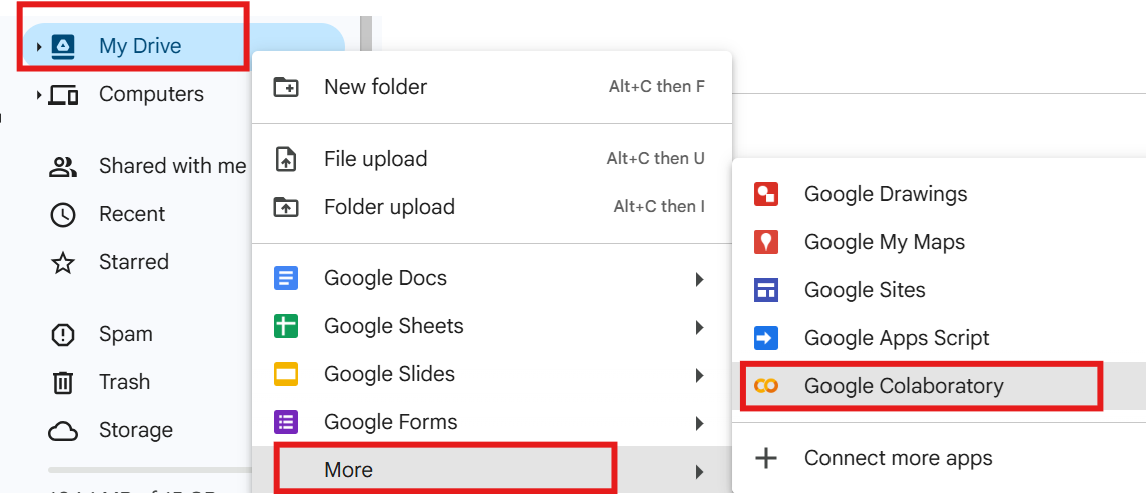 My Drive
Computers
Shared with me
Recent
Starred
Spam
Trash
Storage
New folder Alt+C then F
File upload Alt+C then U
Folder upload Alt+C then I
Google Docs
Google Sheets
Google Slides
Google Forms
More
Google Drawings
Google My Maps
Google Sites
Google Apps Script
Google Colaboratory
Connect more apps